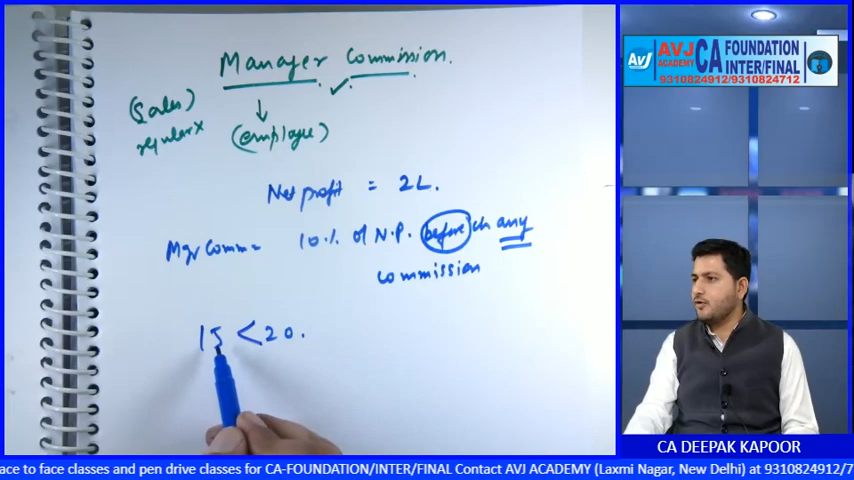 Manager Commission.
(Sales)
regular x
(employee)
Net profit = 2L.
Mgr Comm = 10% of N.P. before ch any
commission
15 < 20.
AVJ
AVJ
ACADEMY
CA
FOUNDATION
INTER/FINAL
9310824912/9310824712
CA DEEPAK KAPOOR
ace to face classes and pen drive classes for CA-FOUNDATION/INTER/FINAL Contact AVJ ACADEMY (Laxmi Nagar, New Delhi) at 9310824912/7